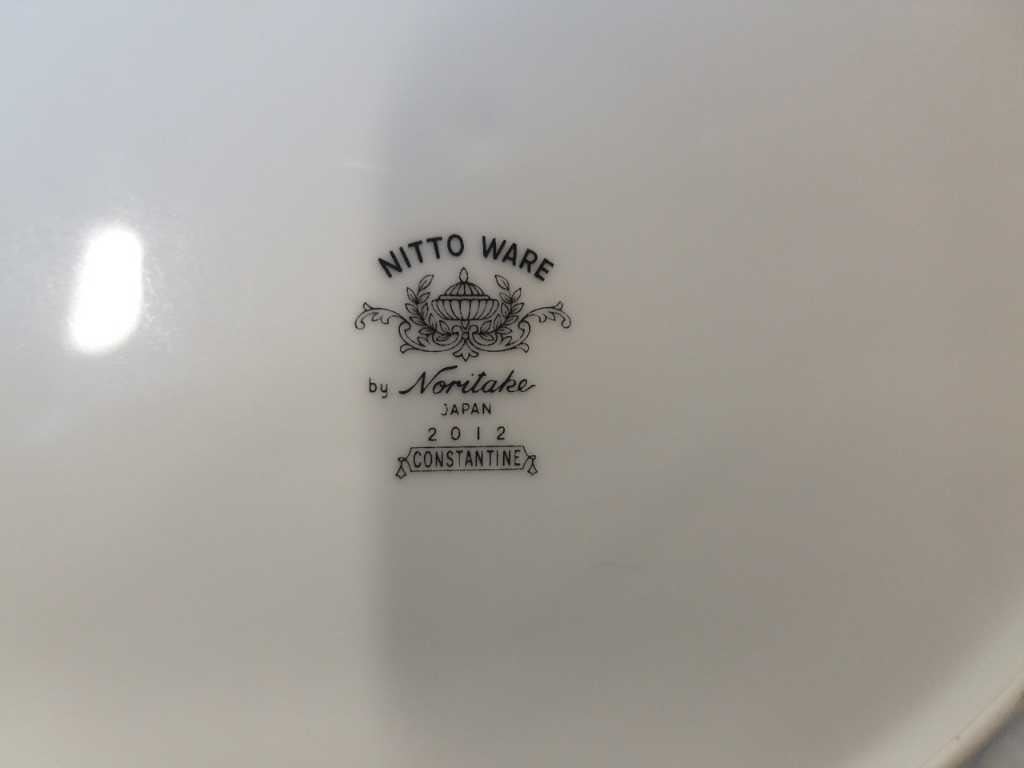 NITTO WARE
by Noritake
JAPAN
2012
CONSTANTINE